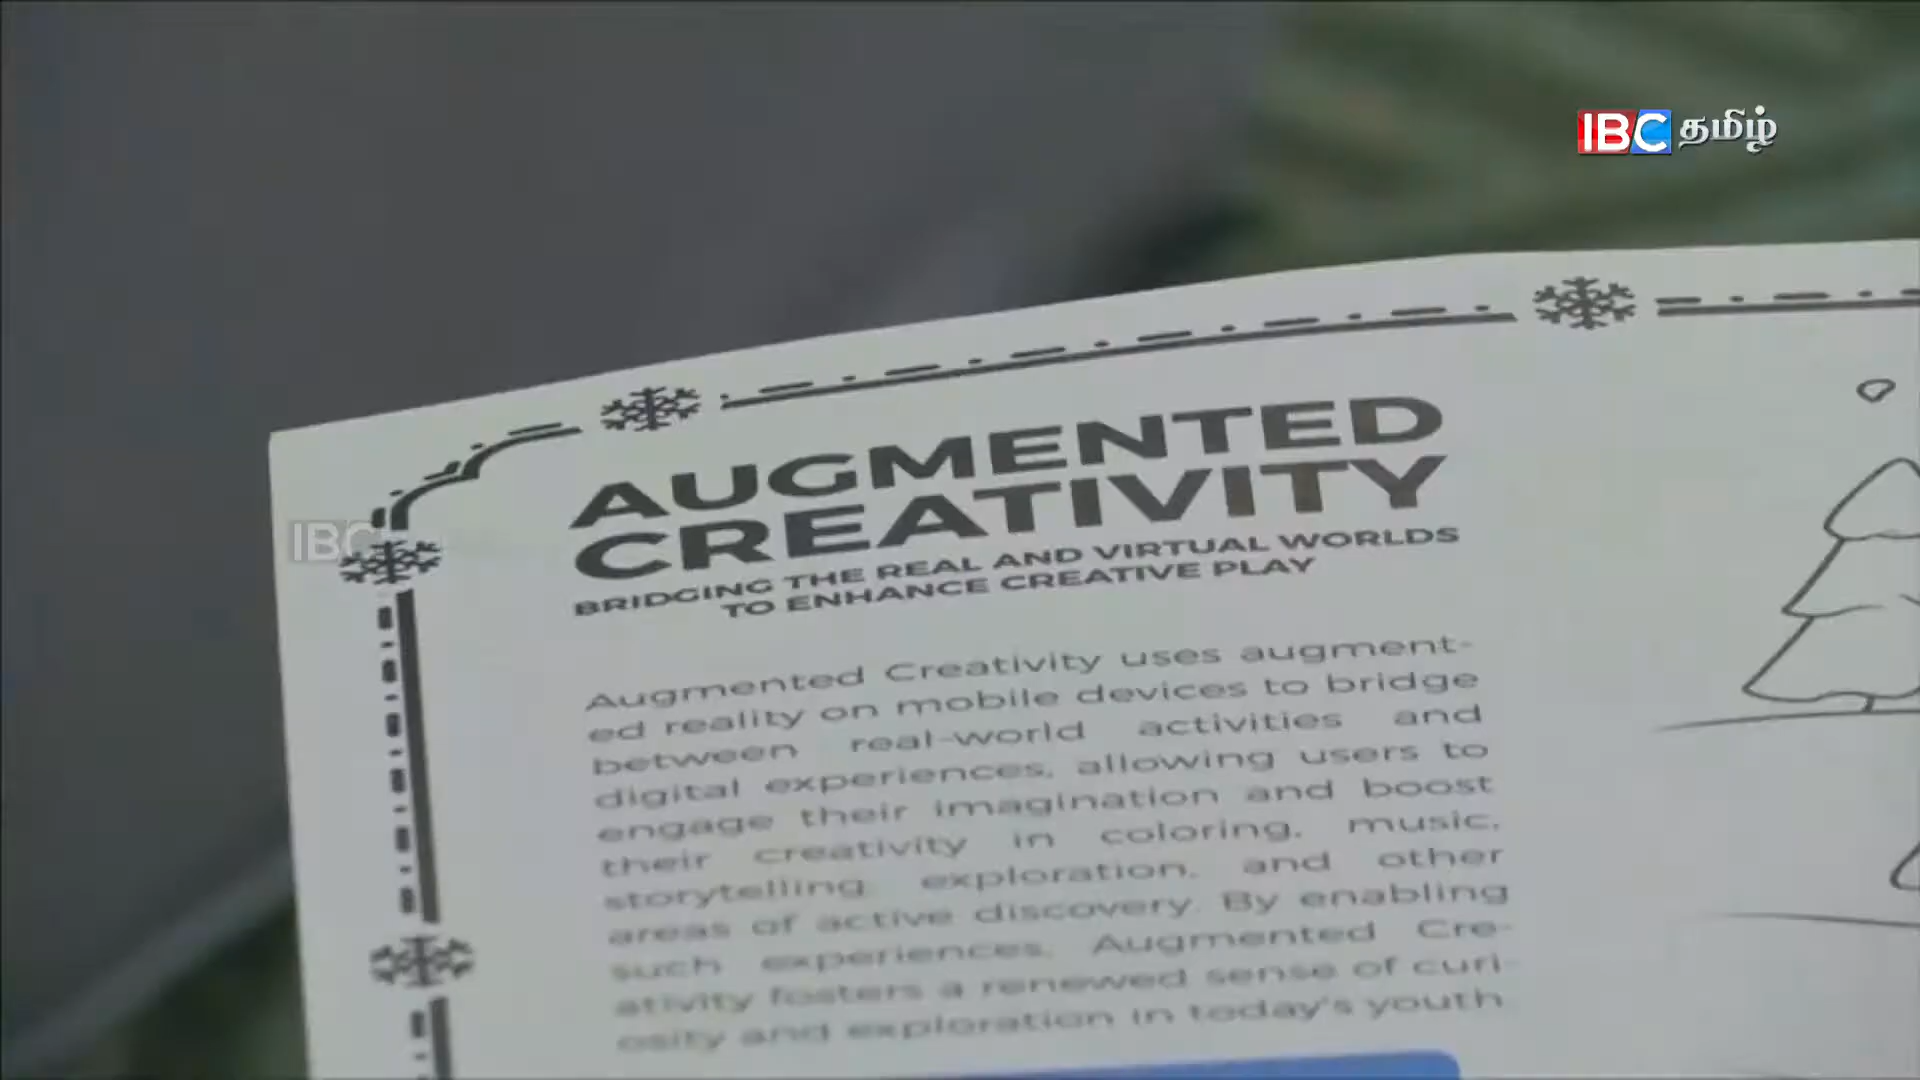 IBC தமிழ்
IBC
AUGMENTED
CREATIVITY
BRIDGING THE REAL AND VIRTUAL WORLDS
TO ENHANCE CREATIVE PLAY
Augmented Creativity uses augment-
ed reality on mobile devices to bridge
between real-world activities and
digital experiences, allowing users to
engage their imagination and boost
their creativity in coloring, music,
storytelling, exploration, and other
areas of active discovery. By enabling
such experiences, Augmented Cre-
ativity fosters a renewed sense of curi-
osity and exploration in today's youth